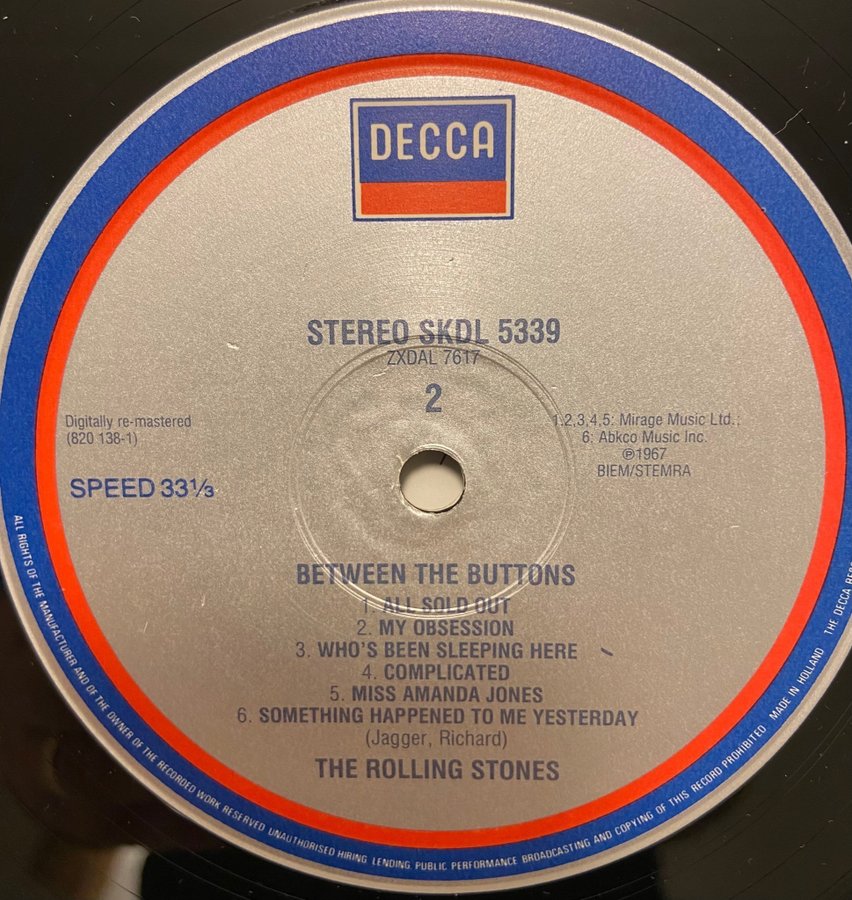 DECCA
STEREO SKDL 5339
ZXDAL 7617
2
Digitally re-mastered
(820 138-1)
SPEED 33⅓
1,2,3,4,5: Mirage Music Ltd.;
6: Abkco Music Inc.
℗1967
BIEM/STEMRA
BETWEEN THE BUTTONS
1. ALL SOLD OUT
2. MY OBSESSION
3. WHO'S BEEN SLEEPING HERE
4. COMPLICATED
5. MISS AMANDA JONES
6. SOMETHING HAPPENED TO ME YESTERDAY
(Jagger, Richard)
THE ROLLING STONES
ALL RIGHTS OF THE MANUFACTURER AND OF THE OWNER OF THE RECORDED WORK RESERVED UNAUTHORISED HIRING LENDING PUBLIC PERFORMANCE BROADCASTING AND COPYING OF THIS RECORD PROHIBITED MADE IN HOLLAND THE DECCA